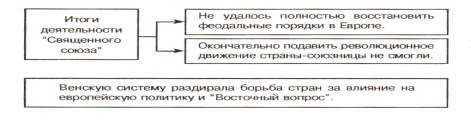 Итоги
деятельности
"Священного
союза"
Не удалось полностью восстановить
феодальные порядки в Европе.
Окончательно подавить революционное
движение страны-союзницы не смогли.
Венскую систему раздирала борьба стран за влияние на
европейскую политику и "Восточный вопрос".